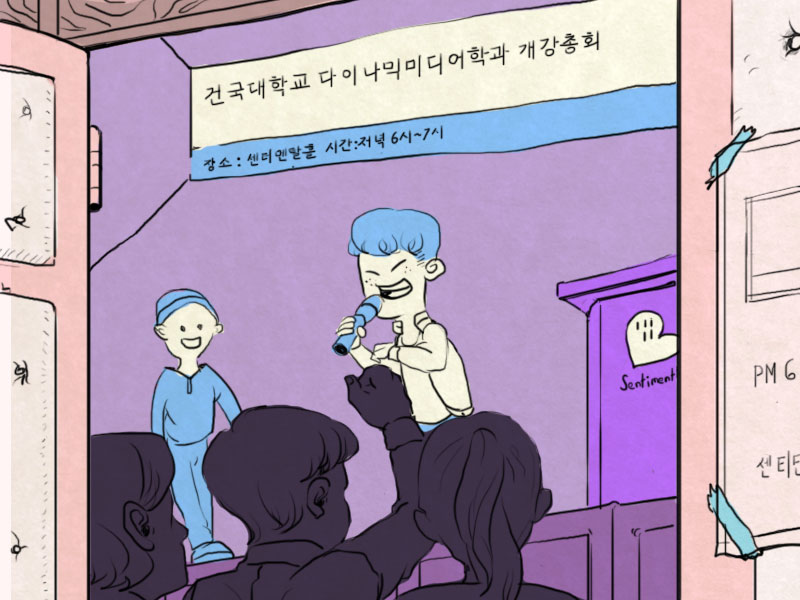 건국대학교 다이나믹미디어학과 개강총회
장소 : 센티멘탈홀 시간:저녁 6시~7시
Sentiment
PM 6
센티